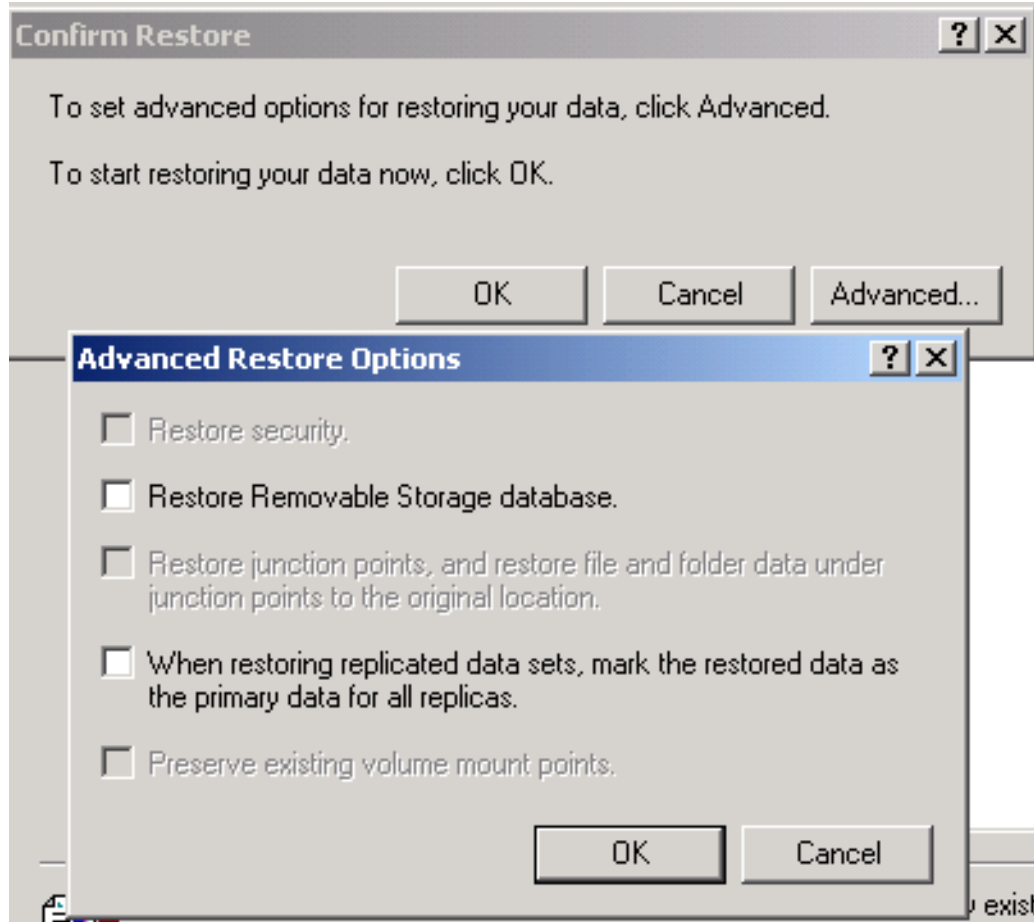 Confirm Restore
To set advanced options for restoring your data, click Advanced.
To start restoring your data now, click OK.
OK
Cancel
Advanced...
Advanced Restore Options
Restore security.
Restore Removable Storage database.
Restore junction points, and restore file and folder data under
junction points to the original location.
When restoring replicated data sets, mark the restored data as
the primary data for all replicas.
Preserve existing volume mount points.
OK
Cancel